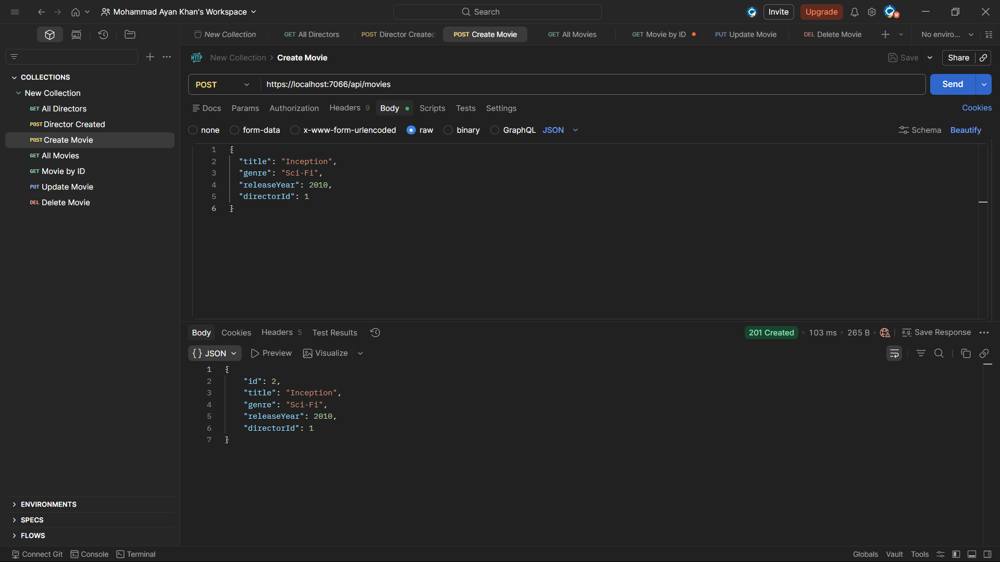 Mohammad Ayan Khan's Workspace
Search
Invite
Upgrade
New Collection
GET All Directors
POST Director Created
POST Create Movie
GET All Movies
GET Movie by ID
PUT Update Movie
DEL Delete Movie
No enviro...
COLLECTIONS
New Collection
GET All Directors
POST Director Created
POST Create Movie
GET All Movies
GET Movie by ID
PUT Update Movie
DEL Delete Movie
ENVIRONMENTS
SPECS
FLOWS
HTTP New Collection > Create Movie
Save
Share
POST https://localhost:7066/api/movies
Send
Docs Params Authorization Headers 9 Body Scripts Tests Settings
Cookies
none form-data x-www-form-urlencoded raw binary GraphQL JSON
Schema Beautify
1 {
2 "title": "Inception",
3 "genre": "Sci-Fi",
4 "releaseYear": 2010,
5 "directorId": 1
6 }
Body Cookies Headers 5 Test Results
201 Created • 103 ms • 265 B
e.g. Save Response
{} JSON Preview Visualize
1 {
2 "id": 2,
3 "title": "Inception",
4 "genre": "Sci-Fi",
5 "releaseYear": 2010,
6 "directorId": 1
7 }
Connect Git Console Terminal
Globals Vault Tools